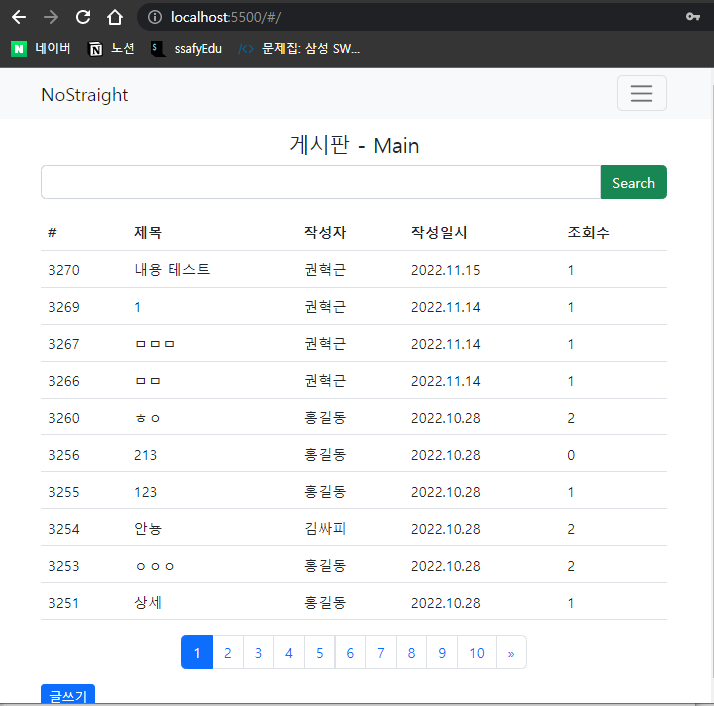 localhost:5500/#/
네이버 노션 ssafyEdu 문제집: 삼성 SW...
NoStraight
게시판 - Main
Search
# 제목 작성자 작성일시 조회수
3270 내용 테스트 권혁근 2022.11.15 1
3269 1 권혁근 2022.11.14 1
3267 ㅁㅁㅁ 권혁근 2022.11.14 1
3266 ㅁㅁ 권혁근 2022.11.14 1
3260 ㅎㅇ 홍길동 2022.10.28 2
3256 213 홍길동 2022.10.28 0
3255 123 홍길동 2022.10.28 1
3254 안뇽 김싸피 2022.10.28 2
3253 ㅇㅇㅇ 홍길동 2022.10.28 2
3251 상세 홍길동 2022.10.28 1
1 2 3 4 5 6 7 8 9 10 »
글쓰기